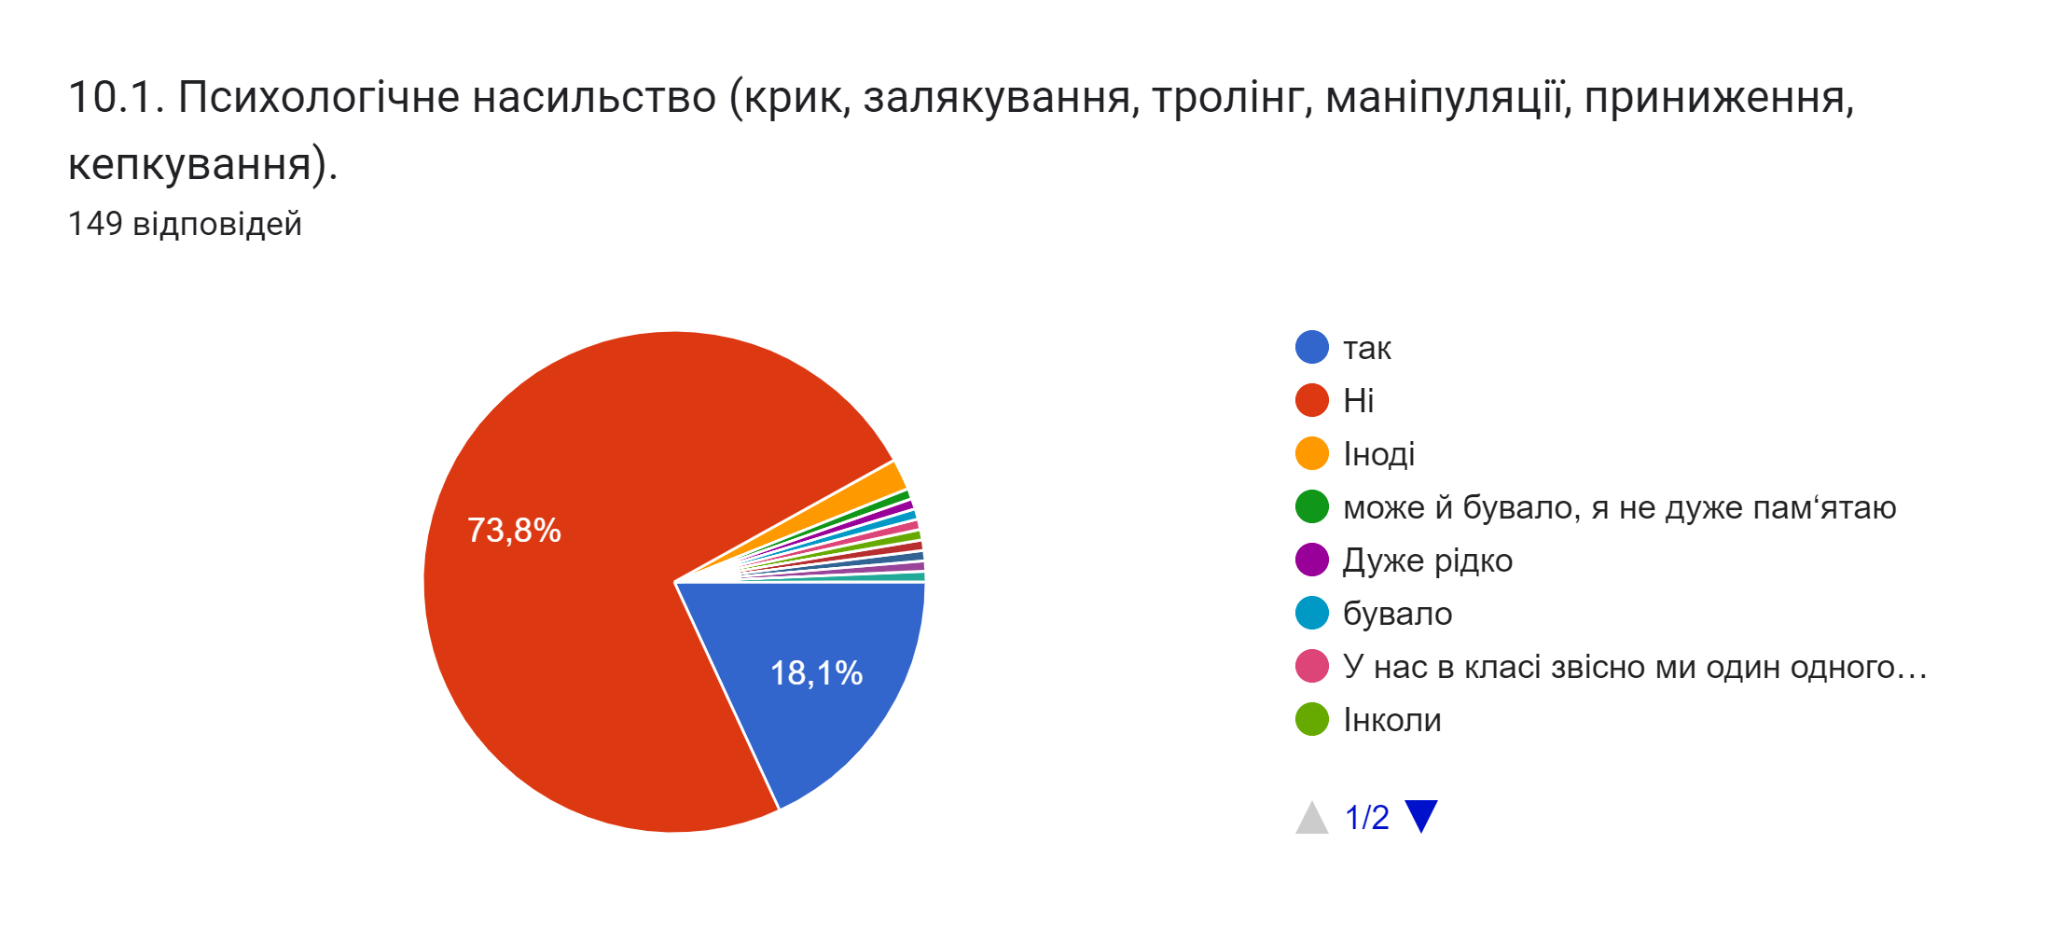 10.1. Психологічне насильство (крик, залякування, тролінг, маніпуляції, приниження,
кепкування).
149 відповідей
73,8%
18,1%
так
Ні
Іноді
може й бувало, я не дуже пам‘ятаю
Дуже рідко
бувало
У нас в класі звісно ми один одного…
Інколи
1/2